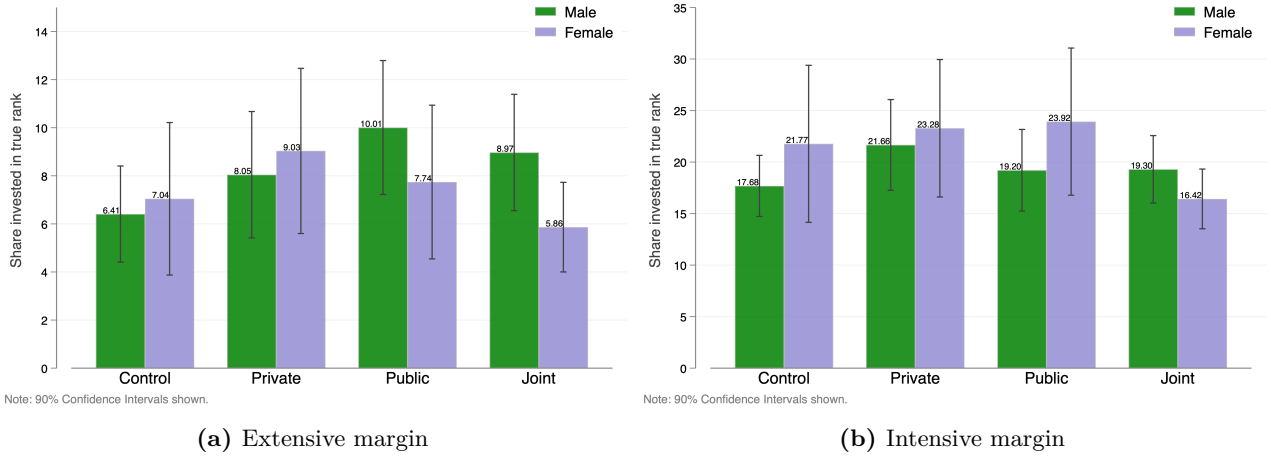 Male
Female
Share invested in true rank
14
12
10
8
6
4
2
0
6.41
7.04
8.05
9.03
10.01
7.74
8.97
5.86
Control Private Public Joint
Note: 90% Confidence Intervals shown.
(a) Extensive margin
Male
Female
Share invested in true rank
35
30
25
20
15
10
5
0
17.68
21.77
21.66
23.28
19.20
23.92
19.30
16.42
Control Private Public Joint
Note: 90% Confidence Intervals shown.
(b) Intensive margin